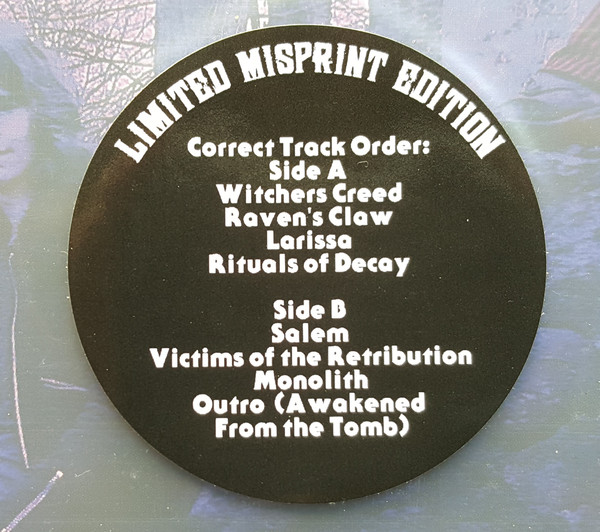 LIMITED MISPRINT EDITION
Correct Track Order:
Side A
Witchers Creed
Raven's Claw
Larissa
Rituals of Decay
Side B
Salem
Victims of the Retribution
Monolith
Outro (Awakened
From the Tomb)